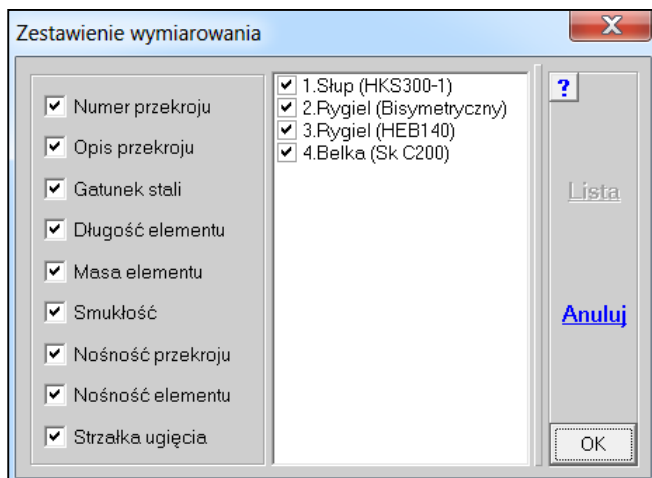 Zestawienie wymiarowania
Numer przekroju
Opis przekroju
Gatunek stali
Długość elementu
Masa elementu
Smukłość
Nośność przekroju
Nośność elementu
Strzałka ugięcia
1.Słup (HKS300-1)
2.Rygiel (Bisymetryczny)
3.Rygiel (HEB140)
4.Belka (Sk C200)
?
Lista
Anuluj
OK